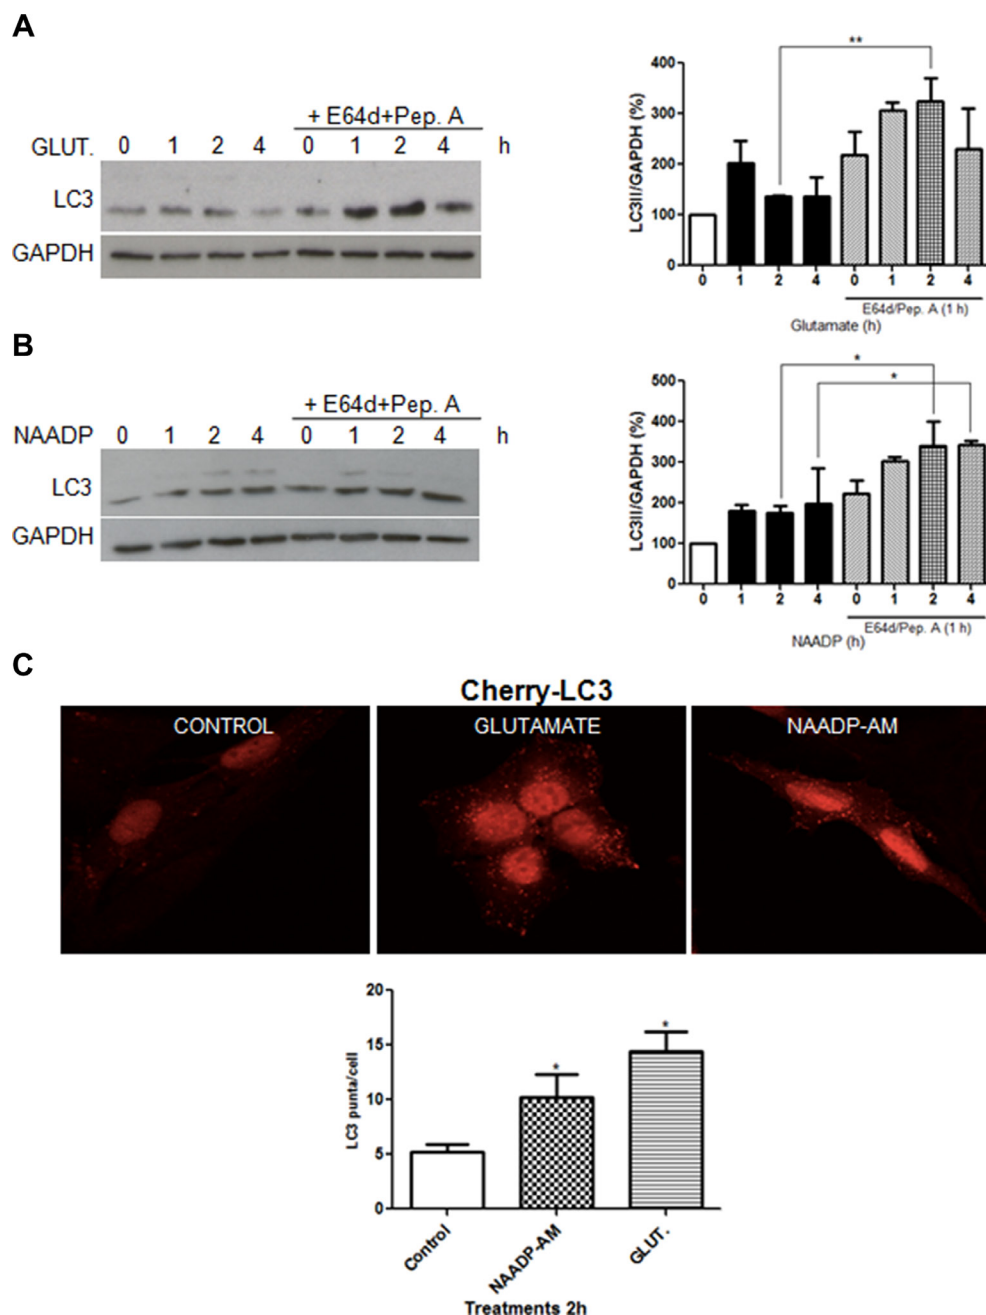 A
+ E64d+Pep. A
GLUT. 0 1 2 4 0 1 2 4 h
LC3
GAPDH
**
LC3II/GAPDH (%)
400
300
200
100
0
0 1 2 4 0 1 2 4
E64d/Pep. A (1 h)
Glutamate (h)
B
+ E64d+Pep. A
NAADP 0 1 2 4 0 1 2 4 h
LC3
GAPDH
*
*
LC3II/GAPDH (%)
500
400
300
200
100
0
0 1 2 4 0 1 2 4
E64d/Pep. A (1 h)
NAADP (h)
C
Cherry-LC3
CONTROL GLUTAMATE NAADP-AM
LC3 punta/cell
20
15
10
5
0
*
*
Control NAADP-AM GLUT.
Treatments 2h